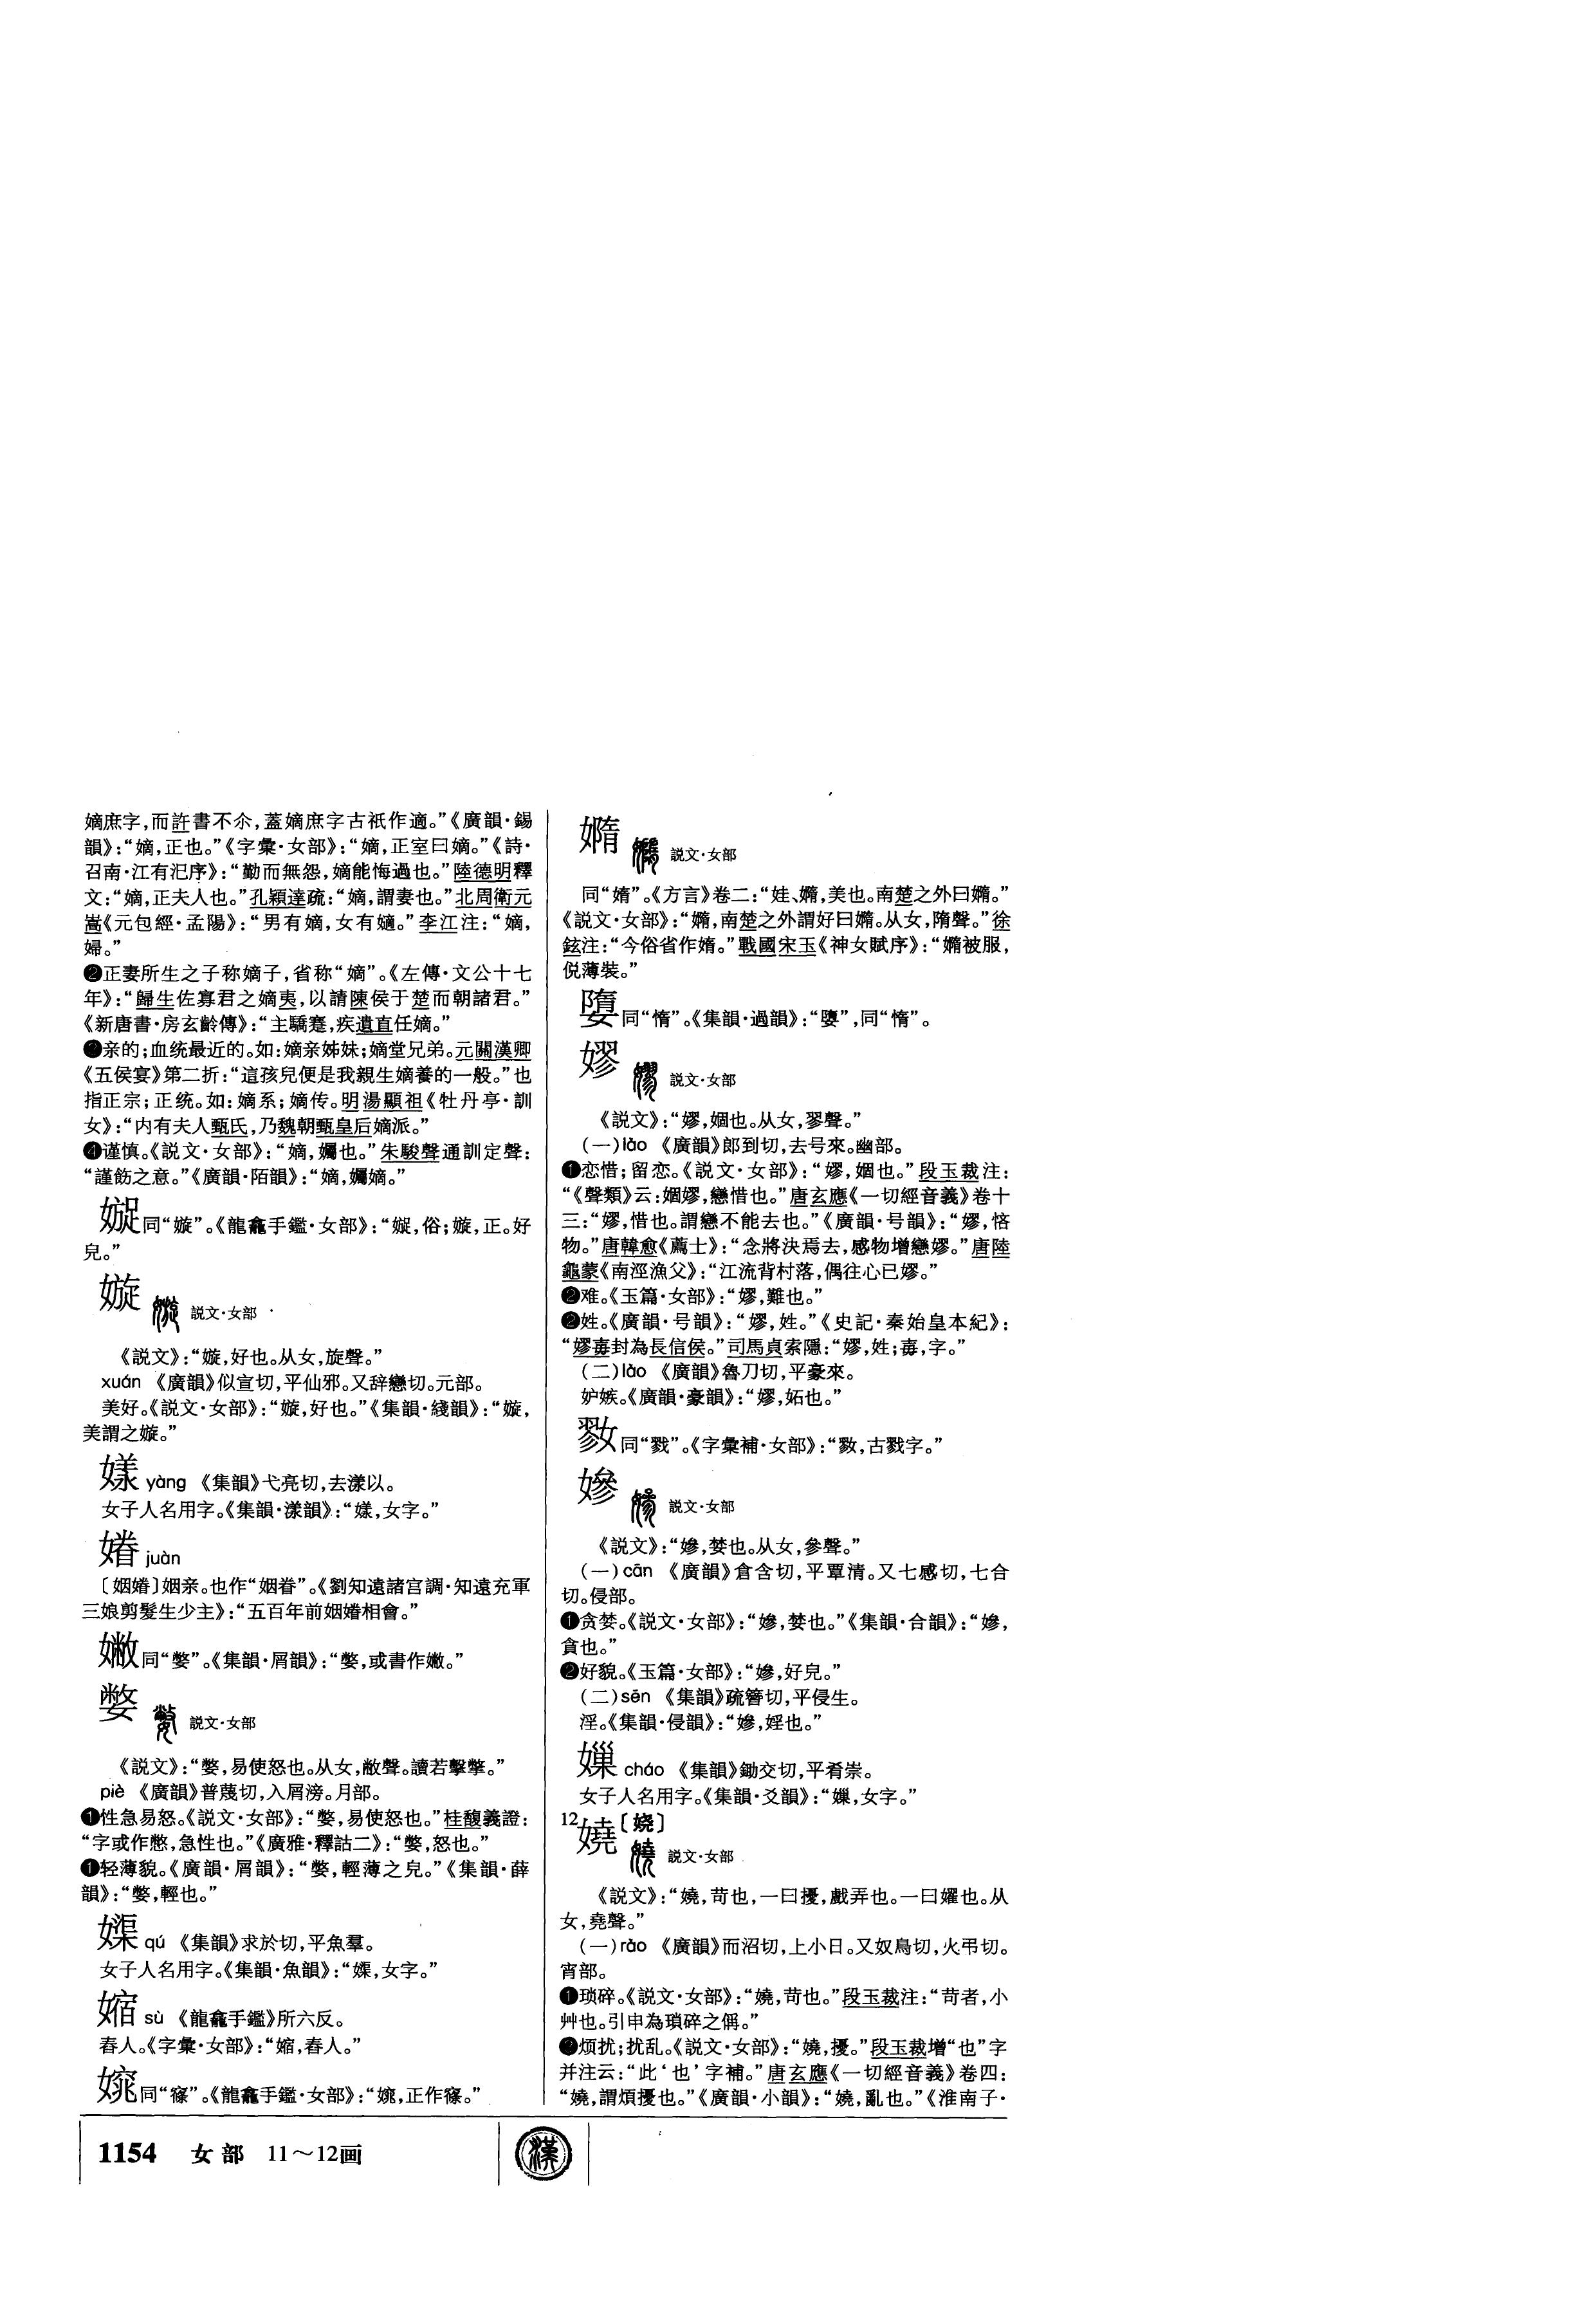 嫡庶字，而許書不尒，蓋嫡庶字古祇作適。”《廣韻·錫
韻》：“嫡，正也。”《字彙·女部》：“嫡，正室曰嫡。”《詩·
召南·江有汜序》：“勤而無怨，嫡能悔過也。”陸德明釋
文：“嫡，正夫人也。”孔穎達疏：“嫡，謂妻也。”北周衛元
嵩《元包經·孟陽》：“男有嫡，女有嫡。”李江注：“嫡，
婦。”
❷正妻所生之子称嫡子，省称“嫡”。《左傳·文公十七
年》：“歸生佐寡君之嫡夷，以請陳侯于楚而朝諸君。”
《新唐書·房玄齡傳》：“主驕蹇，疾遺直任嫡。”
❸亲的；血统最近的。如：嫡亲姊妹；嫡堂兄弟。元關漢卿
《五侯宴》第二折：“這孩兒便是我親生嫡養的一般。”也
指正宗；正统。如：嫡系；嫡传。明湯顯祖《牡丹亭·訓
女》：“内有夫人甄氏，乃魏朝甄皇后嫡派。”
❹谨慎。《説文·女部》：“嫡，孎也。”朱駿聲通訓定聲：
“謹飭之意。”《廣韻·陌韻》：“嫡，孎嫡。”
同“嫙”。《龍龕手鑑·女部》：“俗；嫙，正。好
皃。”
嫙 説文·女部
《説文》：“嫙，好也。从女，旋聲。”
xuán 《廣韻》似宣切，平仙邪。又辞戀切。元部。
美好。《説文·女部》：“嫙，好也。”《集韻·綫韻》：“嫙，
美謂之嫙。”
嬍 yàng 《集韻》弋亮切，去漾以。
女子人名用字。《集韻·漾韻》：“女字。”
juàn
〔姻〕姻亲。也作“姻眷”。《劉知遠諸宫調·知遠充軍
三娘剪髮生少主》：“五百年前姻相會。”
嫳同“嫳”。《集韻·屑韻》：“嫳，或書作。”
嫳 説文·女部
《説文》：“嫳，易使怒也。从女，敝聲。讀若擊擎。”
piè 《廣韻》普蔑切，入屑滂。月部。
❶性急易怒。《説文·女部》：“嫳，易使怒也。”桂馥義證：
“字或作憋，急性也。”《廣雅·釋詁二》：“嫳，怒也。”
❶轻薄貌。《廣韻·屑韻》：“嫳，輕薄之皃。”《集韻·薛
韻》：“嫳，輕也。”
qú 《集韻》求於切，平魚羣。
女子人名用字。《集韻·魚韻》：“女字。”
sù 《龍龕手鑑》所六反。
舂人。《字彙·女部》：“舂人。”
同“”。《龍龕手鑑·女部》：“正作。”
嫷 説文·女部
同“媠”。《方言》卷二：“娃、嫷，美也。南楚之外曰嫷。”
《説文·女部》：“嫷，南楚之外謂好曰嫷。从女，隋聲。”徐
鉉注：“今俗省作媠。”戰國宋玉《神女賦序》：“嫷被服，
侻薄裝。”
同“惰”。《集韻·過韻》：“同“惰”。
嫪 説文·女部
《説文》：“嫪，婟也。从女，翏聲。”
（一）lào 《廣韻》郎到切，去号來。幽部。
❶恋惜；留恋。《説文·女部》：“嫪，婟也。”段玉裁注：
“《聲類》云：婟嫪，戀惜也。”唐玄應《一切經音義》卷十
三：“嫪，惜也。謂戀不能去也。”《廣韻·号韻》：“嫪，悋
物。”唐韓愈《薦士》：“念將決焉去，感物增戀嫪。”唐陸
龜蒙《南涇漁父》：“江流背村落，偶往心已嫪。”
❷难。《玉篇·女部》：“嫪，難也。”
❷姓。《廣韻·号韻》：“嫪，姓。”《史記·秦始皇本紀》：
“嫪毐封為長信侯。”司馬貞索隱：“嫪，姓；毐，字。”
（二）lào 《廣韻》魯刀切，平豪來。
妒嫉。《廣韻·豪韻》：“嫪，妬也。”
同“戮”。《字彙補·女部》：“古戮字。”
嫸 説文·女部
《説文》：“嬠，婪也。从女，參聲。”
（一）cān 《廣韻》倉含切，平覃清。又七感切，七合
切。侵部。
❶贪婪。《説文·女部》：“嬠，婪也。”《集韻·合韻》：“嬠，
貪也。”
❷好貌。《玉篇·女部》：“嬠，好皃。”
（二）sēn 《集韻》疏簪切，平侵生。
淫。《集韻·侵韻》：“嬠，婬也。”
cháo 《集韻》鋤交切，平肴崇。
女子人名用字。《集韻·爻韻》：“女字。”
12 嬈〔娆〕 説文·女部
《説文》：“嬈，苛也，一曰擾，戲弄也。一曰嬥也。从
女，堯聲。”
（一）rǎo 《廣韻》而沼切，上小日。又奴鳥切，火弔切。
宵部。
❶琐碎。《説文·女部》：“嬈，苛也。”段玉裁注：“苛者，小
艸也。引申為瑣碎之偁。”
❷烦扰；扰乱。《説文·女部》：“嬈，擾。”段玉裁增“也”字
并注云：“此‘也’字補。”唐玄應《一切經音義》卷四：
“嬈，謂煩擾也。”《廣韻·小韻》：“嬈，亂也。”《淮南子·
1154 女部 11～12画 漢